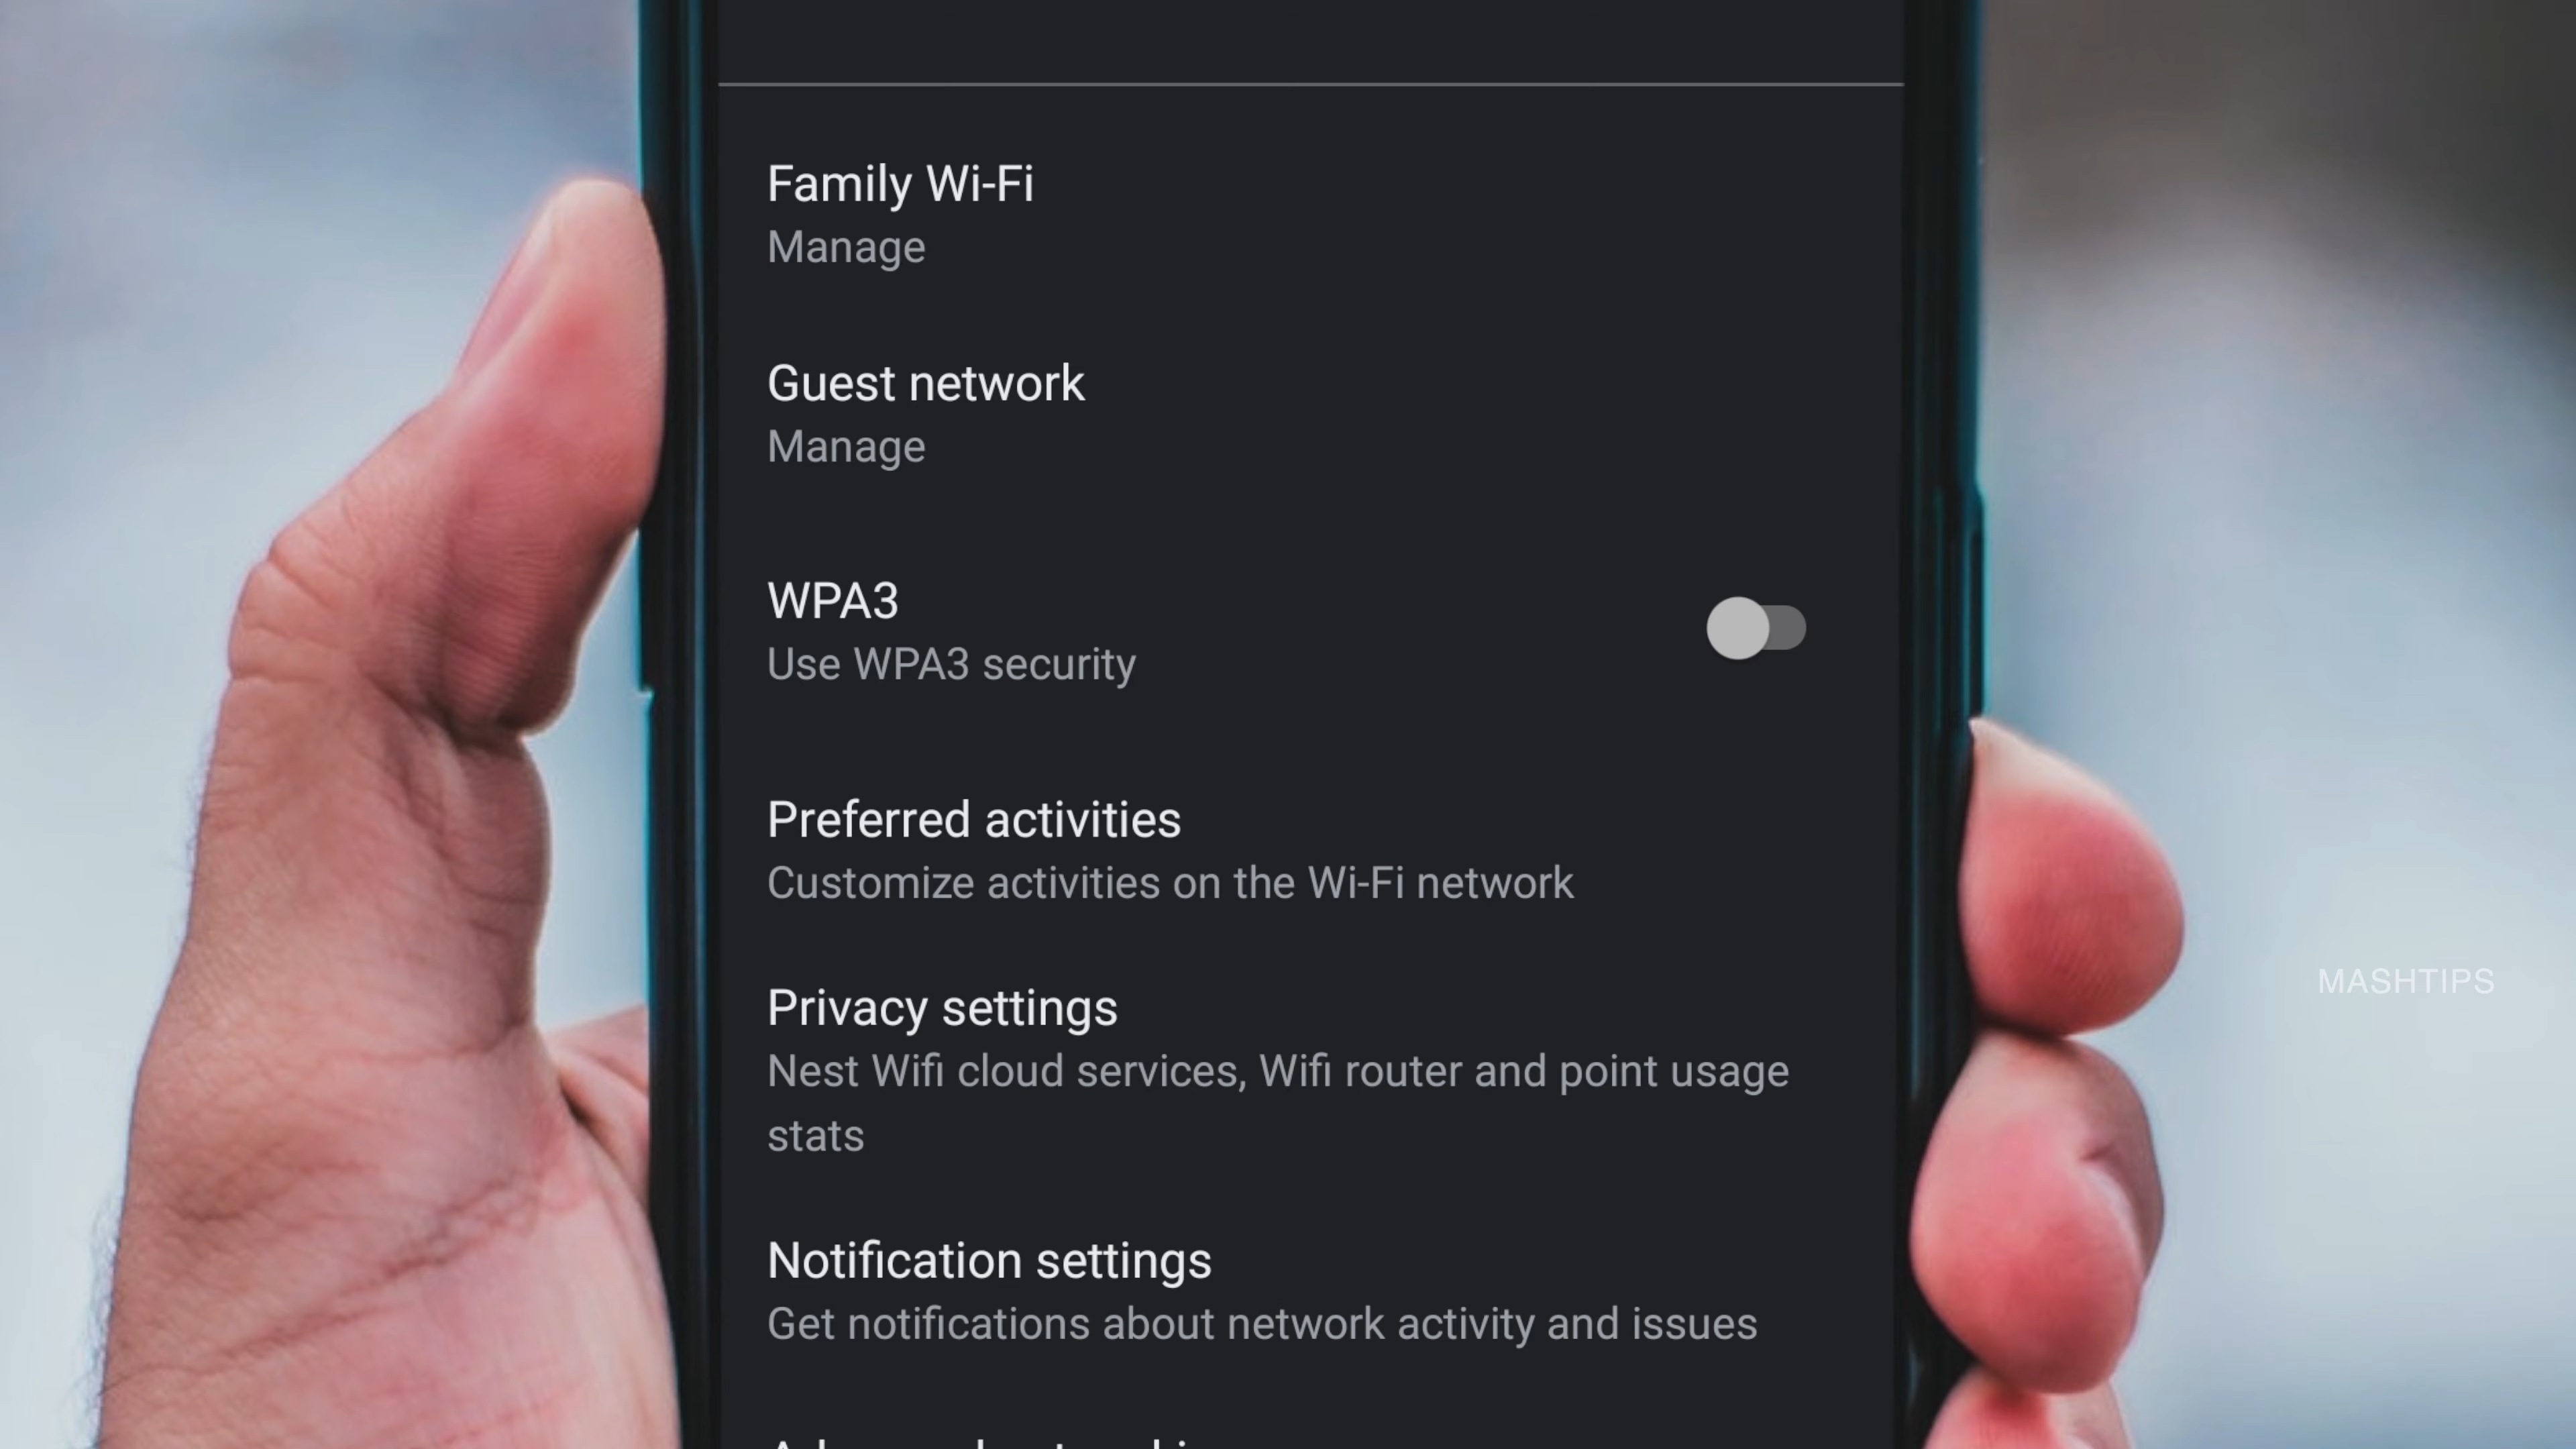 Family Wi-Fi
Manage
Guest network
Manage
WPA3
Use WPA3 security
Preferred activities
Customize activities on the Wi-Fi network
Privacy settings
Nest Wifi cloud services, Wifi router and point usage
stats
Notification settings
Get notifications about network activity and issues
MASHTIPS